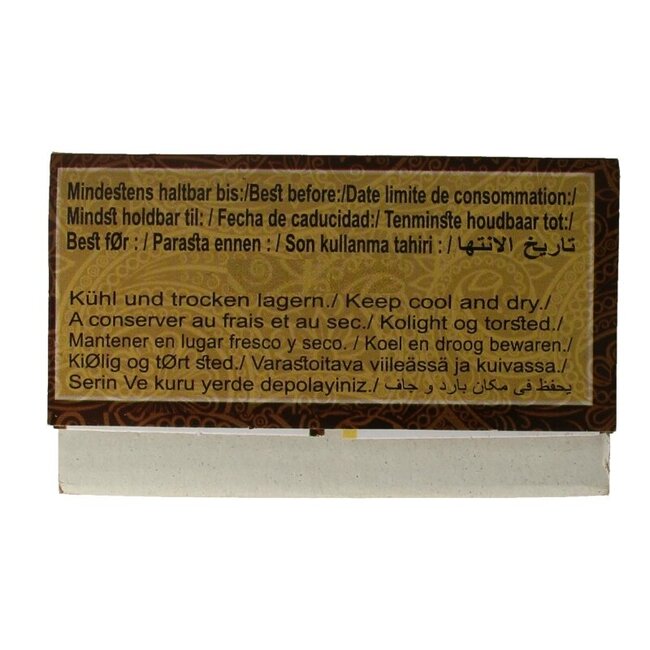 Mindestens haltbar bis:/Best before:/Date limite de consommation:/
Mindst holdbar til: / Fecha de caducidad:/ Tenminste houdbaar tot:/
Best fØr : / Parasta ennen : / Son kullanma tahiri : / تاريخ الانتها
Kühl und trocken lagern./ Keep cool and dry./
A conserver au frais et au sec./ Kolight og torsted./
Mantener en lugar fresco y seco. / Koel en droog bewaren./
KiØlig og tØrt sted./ Varastoitava viileässä ja kuivassa./
Serin Ve kuru yerde depolayiniz./ يحفظ في مكان بارد و جاف/